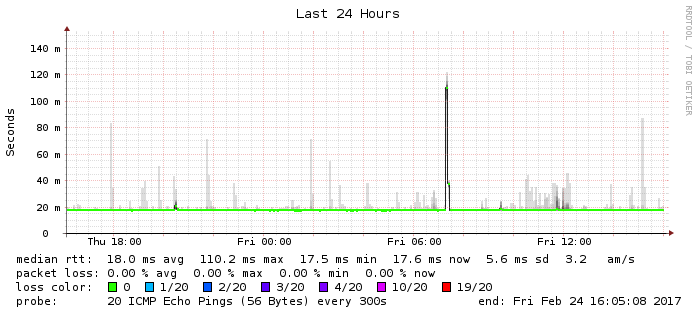 Last 24 Hours
RRDTOOL / TOBI OETIKER
Seconds
140 m
120 m
100 m
80 m
60 m
40 m
20 m
0
Thu 18:00 Fri 00:00 Fri 06:00 Fri 12:00
median rtt: 18.0 ms avg 110.2 ms max 17.5 ms min 17.6 ms now 5.6 ms sd 3.2 am/s
packet loss: 0.00 % avg 0.00 % max 0.00 % min 0.00 % now
loss color: 0 1/20 2/20 3/20 4/20 10/20 19/20
probe: 20 ICMP Echo Pings (56 Bytes) every 300s end: Fri Feb 24 16:05:08 2017